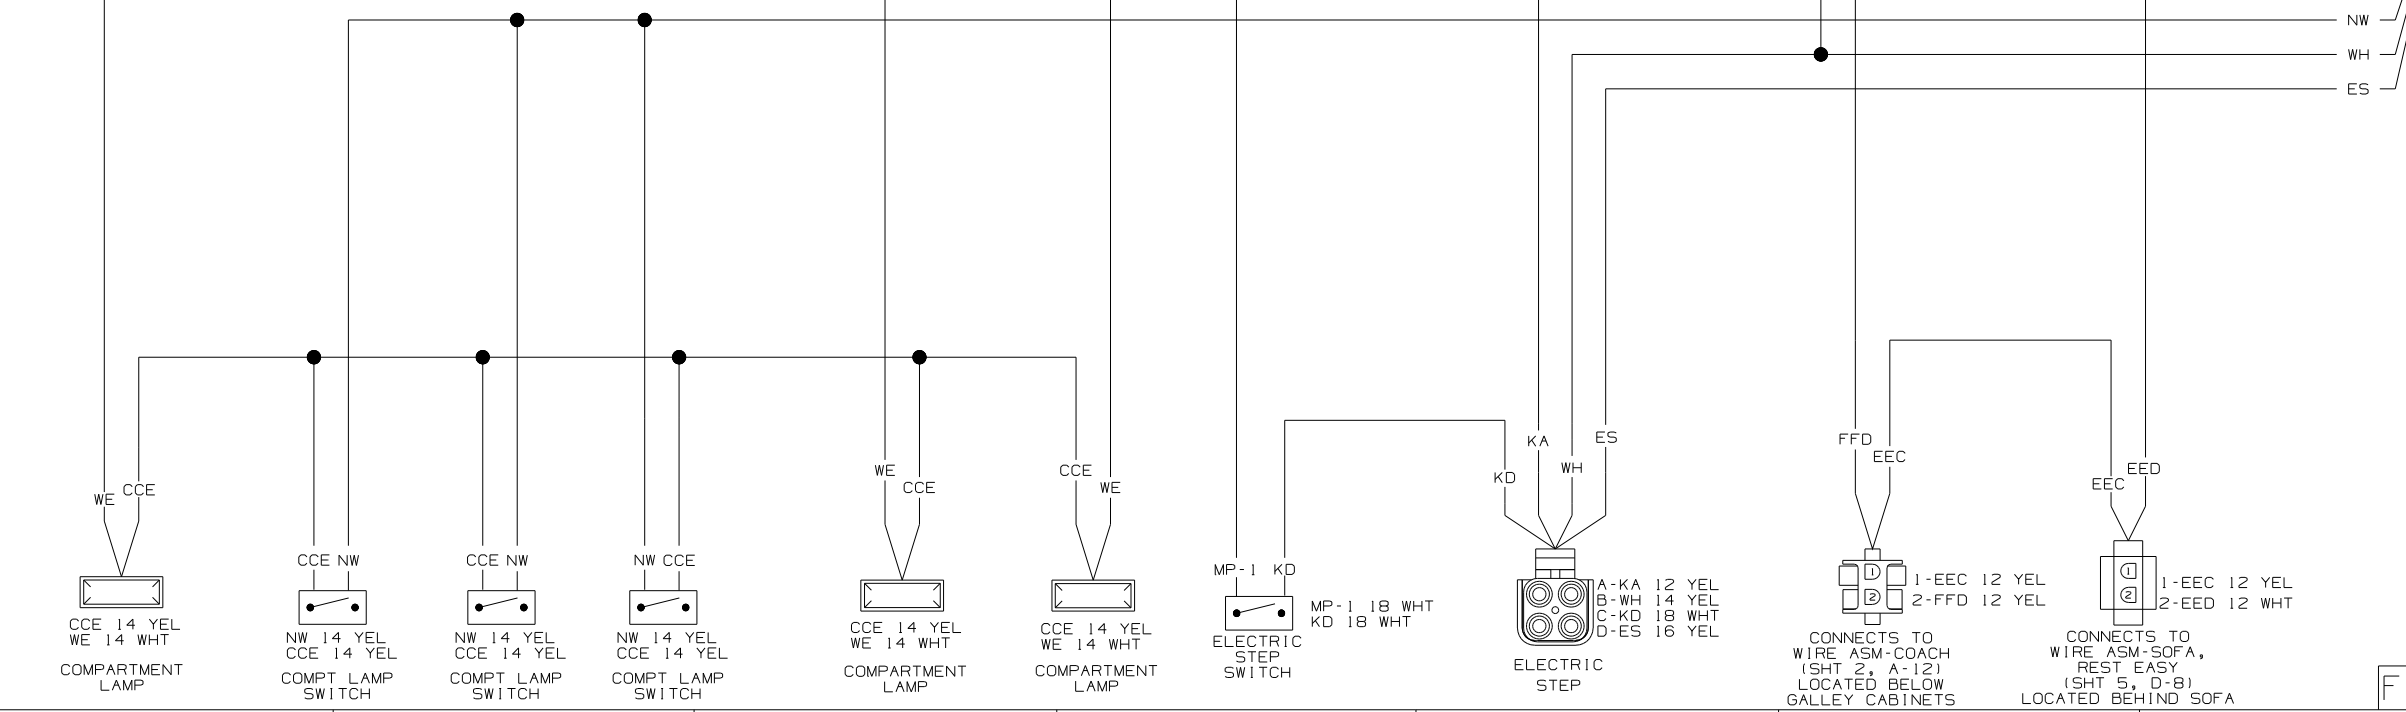 NW
WH
ES
KA
ES
FFD
EEC
WH
EED
WE
CCE
CCE
WE
KD
EEC
WE
CCE
CCE
WE
CCE NW
CCE NW
NW CCE
MP-1 KD
CCE 14 YEL
WE 14 WHT
COMPARTMENT
LAMP
NW 14 YEL
CCE 14 YEL
COMPT LAMP
SWITCH
NW 14 YEL
CCE 14 YEL
COMPT LAMP
SWITCH
NW 14 YEL
CCE 14 YEL
COMPT LAMP
SWITCH
CCE 14 YEL
WE 14 WHT
COMPARTMENT
LAMP
CCE 14 YEL
WE 14 WHT
COMPARTMENT
LAMP
MP-1 18 WHT
KD 18 WHT
ELECTRIC
STEP
SWITCH
A-KA 12 YEL
B-WH 14 YEL
C-KD 18 WHT
D-ES 16 YEL
ELECTRIC
STEP
1
2
1-EEC 12 YEL
2-FFD 12 YEL
CONNECTS TO
WIRE ASM-COACH
(SHT 2, A-12)
LOCATED BELOW
GALLEY CABINETS
1
2
1-EEC 12 YEL
2-EED 12 WHT
CONNECTS TO
WIRE ASM-SOFA,
REST EASY
(SHT 5, D-8)
LOCATED BEHIND SOFA
F